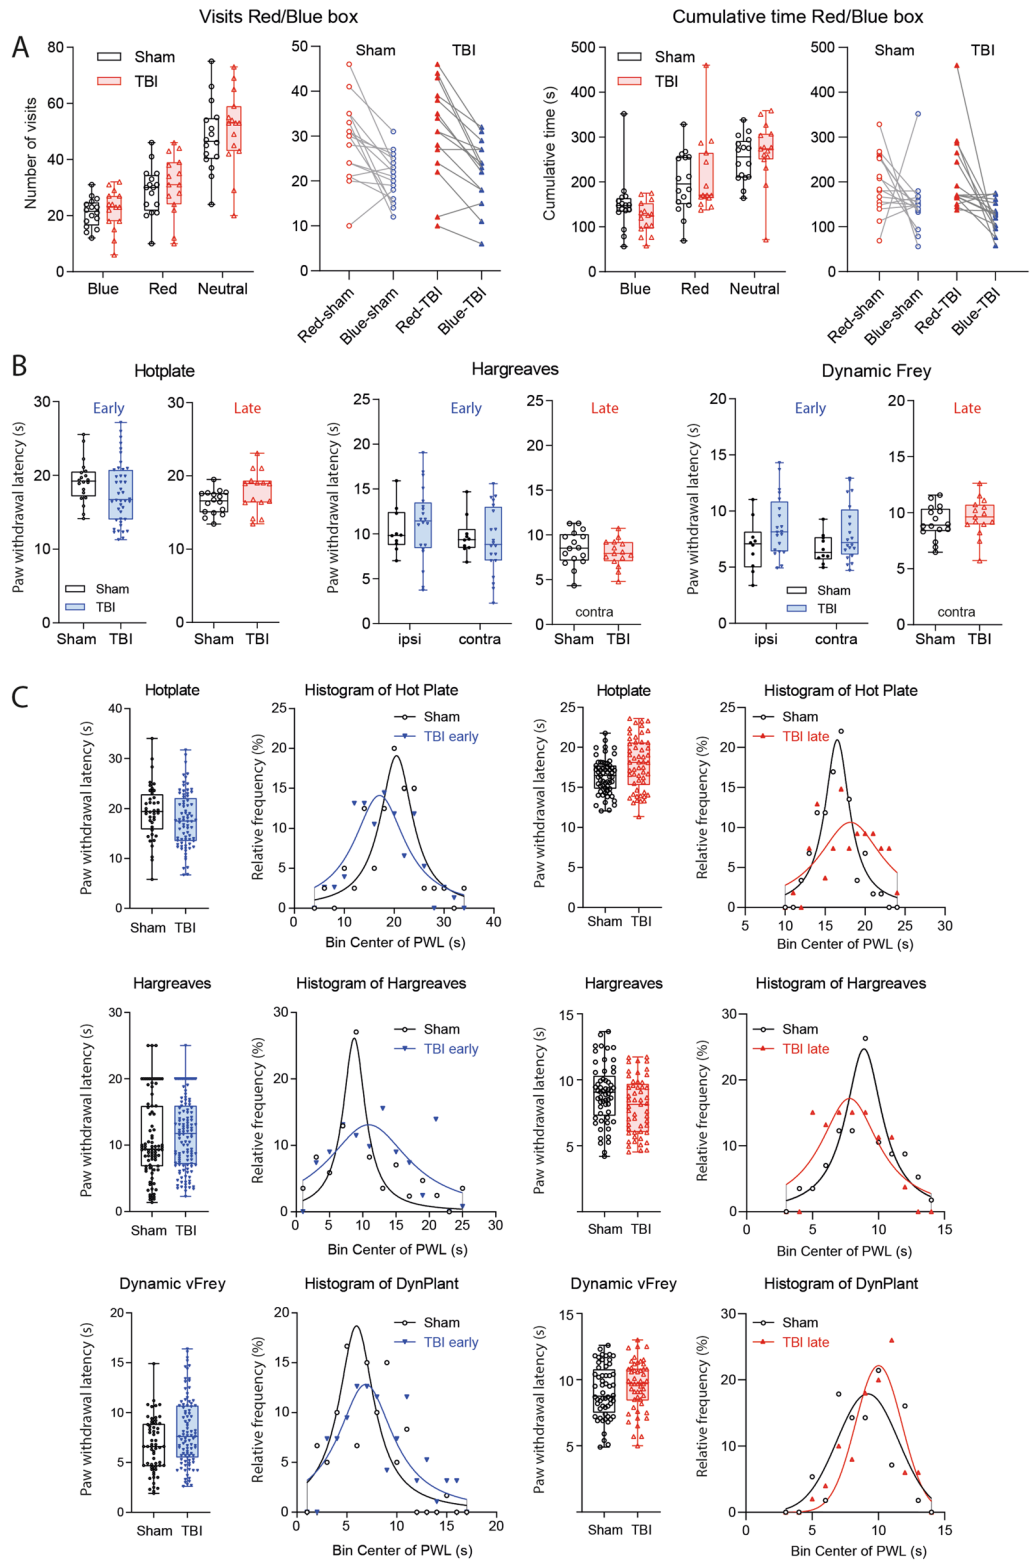 Visits Red/Blue box
Cumulative time Red/Blue box
A
Number of visits
80
60
40
20
0
Sham
TBI
Blue Red Neutral
50
40
30
20
10
0
Sham TBI
Red-sham
Blue-sham
Red-TBI
Blue-TBI
Cumulative time (s)
500
400
300
200
100
0
Sham
TBI
Blue Red Neutral
500
400
300
200
100
0
Sham TBI
Red-sham
Blue-sham
Red-TBI
Blue-TBI
B
Hotplate
Paw withdrawal latency (s)
30
20
10
0
Early
Sham
TBI
Sham TBI
30
20
10
0
Late
Sham TBI
Hargreaves
Paw withdrawal latency (s)
25
20
15
10
5
0
Early
ipsi contra
25
20
15
10
5
0
Late
contra
Sham TBI
Dynamic Frey
Paw withdrawal latency (s)
20
15
10
5
0
Early
Sham
TBI
ipsi contra
20
15
10
5
0
Late
contra
Sham TBI
C
Hotplate
Paw withdrawal latency (s)
40
30
20
10
0
Sham TBI
Histogram of Hot Plate
Relative frequency (%)
25
20
15
10
5
0
Sham
TBI early
0 10 20 30 40
Bin Center of PWL (s)
Hotplate
Paw withdrawal latency (s)
25
20
15
10
5
0
Sham TBI
Histogram of Hot Plate
Relative frequency (%)
25
20
15
10
5
0
Sham
TBI late
5 10 15 20 25 30
Bin Center of PWL (s)
Hargreaves
Paw withdrawal latency (s)
30
20
10
0
Sham TBI
Histogram of Hargreaves
Relative frequency (%)
30
20
10
0
Sham
TBI early
0 5 10 15 20 25 30
Bin Center of PWL (s)
Hargreaves
Paw withdrawal latency (s)
15
10
5
Sham TBI
Histogram of Hargreaves
Relative frequency (%)
30
20
10
0
Sham
TBI late
0 5 10 15
Bin Center of PWL (s)
Dynamic vFrey
Paw withdrawal latency (s)
20
15
10
5
0
Sham TBI
Histogram of DynPlant
Relative frequency (%)
20
15
10
5
0
Sham
TBI early
0 5 10 15 20
Bin Center of PWL (s)
Dynamic vFrey
Paw withdrawal latency (s)
15
10
5
Sham TBI
Histogram of DynPlant
Relative frequency (%)
30
20
10
0
Sham
TBI late
0 5 10 15
Bin Center of PWL (s)